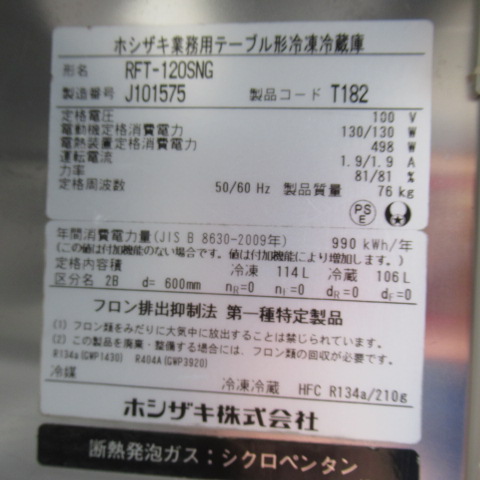 ホシザキ業務用テーブル形冷凍冷蔵庫
形名 RFT-120SNG
製造番号 J101575 製品コード T182
定格電圧 100 V
電動機定格消費電力 130/130 W
電熱装置定格消費電力 498 W
運転電流 1.9/1.9 A
力率 81/81 %
定格周波数 50/60 Hz 製品質量 76 kg
PSE
年間消費電力量(JIS B 8630-2009年) 990 kWh/年
(この値は付加機能のない場合です。値は付加機能により増加します。)
定格内容積 冷凍 114 L 冷蔵 106 L
区分名 2B d= 600mm nR=0 nI=0 dR=0 dF=0
フロン排出抑制法 第一種特定製品
(1) フロン類をみだりに大気中に放出することは禁じられています。
(2) この製品を廃棄・整備する場合には、フロン類の回収が必要です。
R134a(GWP1430) R404A(GWP3920)
冷媒 冷凍冷蔵 HFC R134a/210g
ホシザキ株式会社
断熱発泡ガス：シクロペンタン